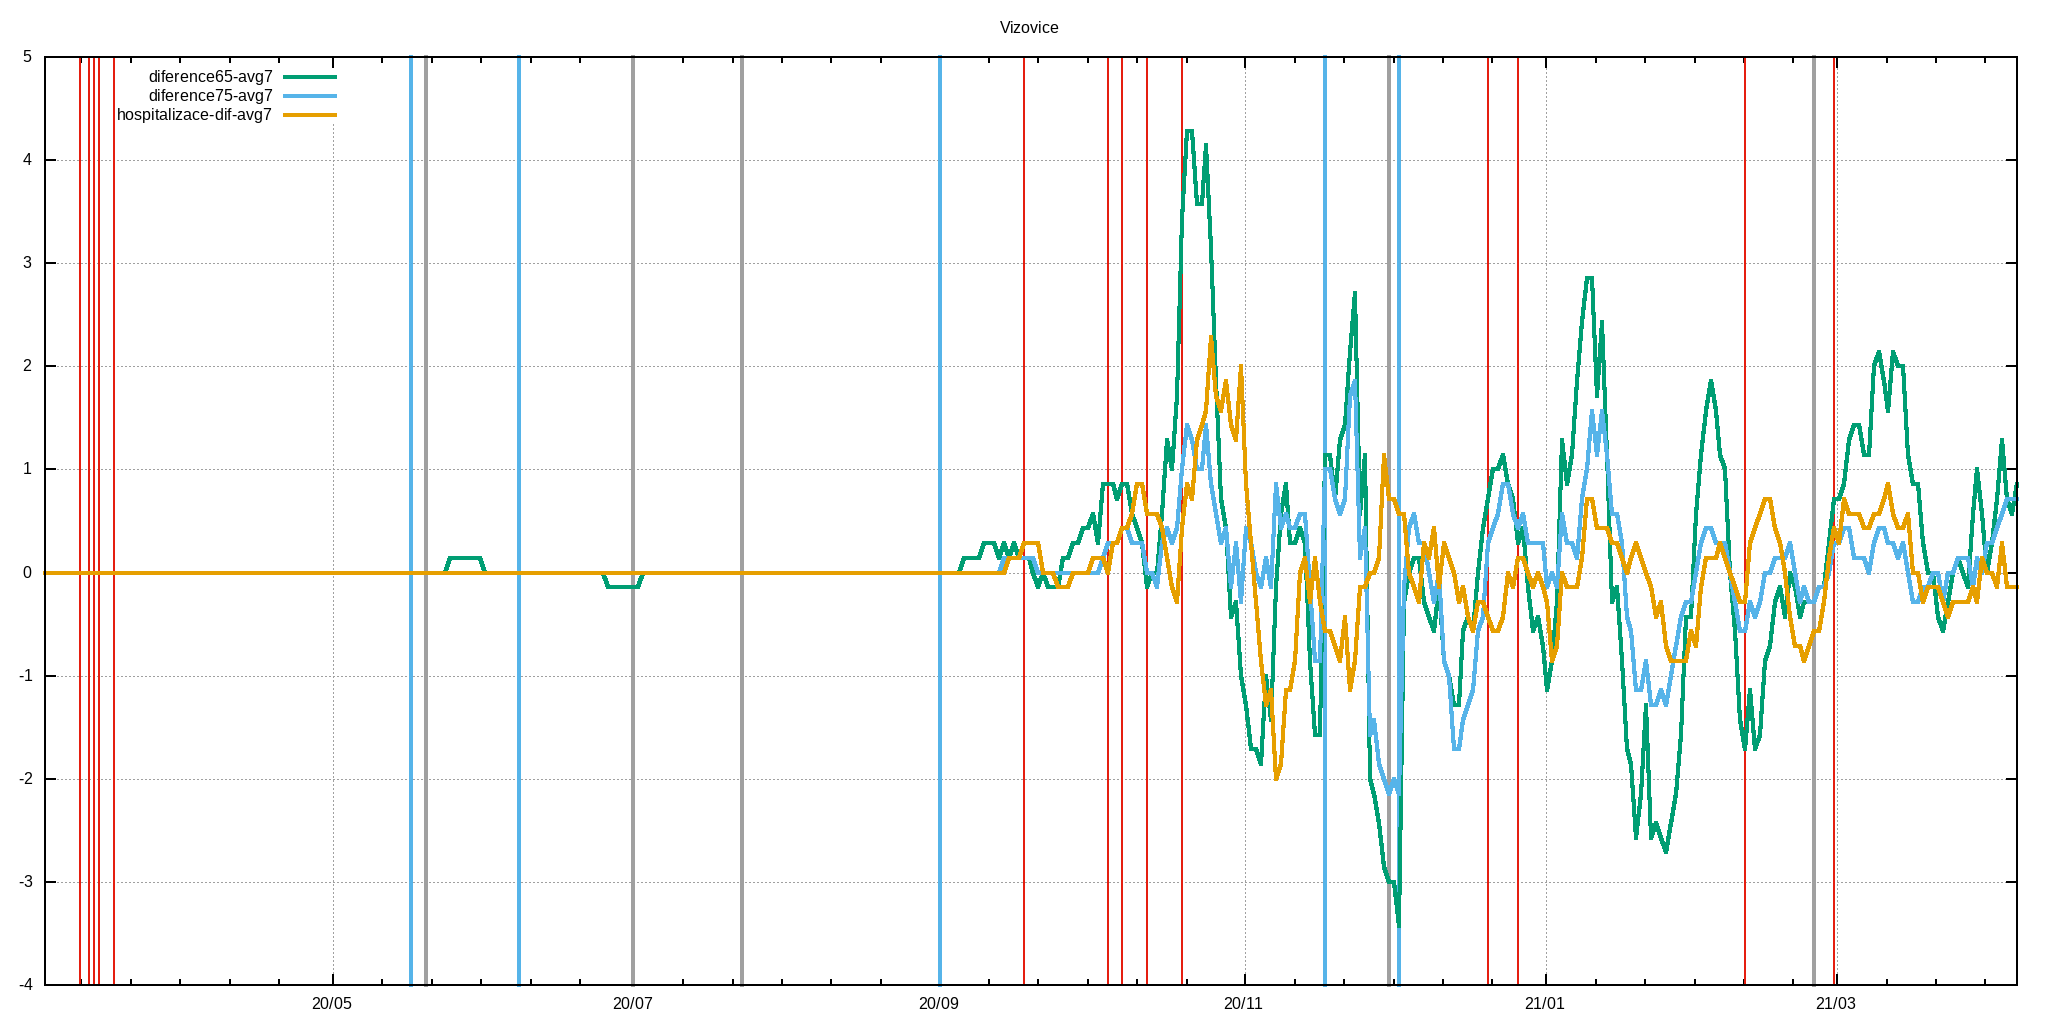 Vizovice
diference65-avg7
diference75-avg7
hospitalizace-dif-avg7
5
4
3
2
1
0
-1
-2
-3
-4
20/05 20/07 20/09 20/11 21/01 21/03